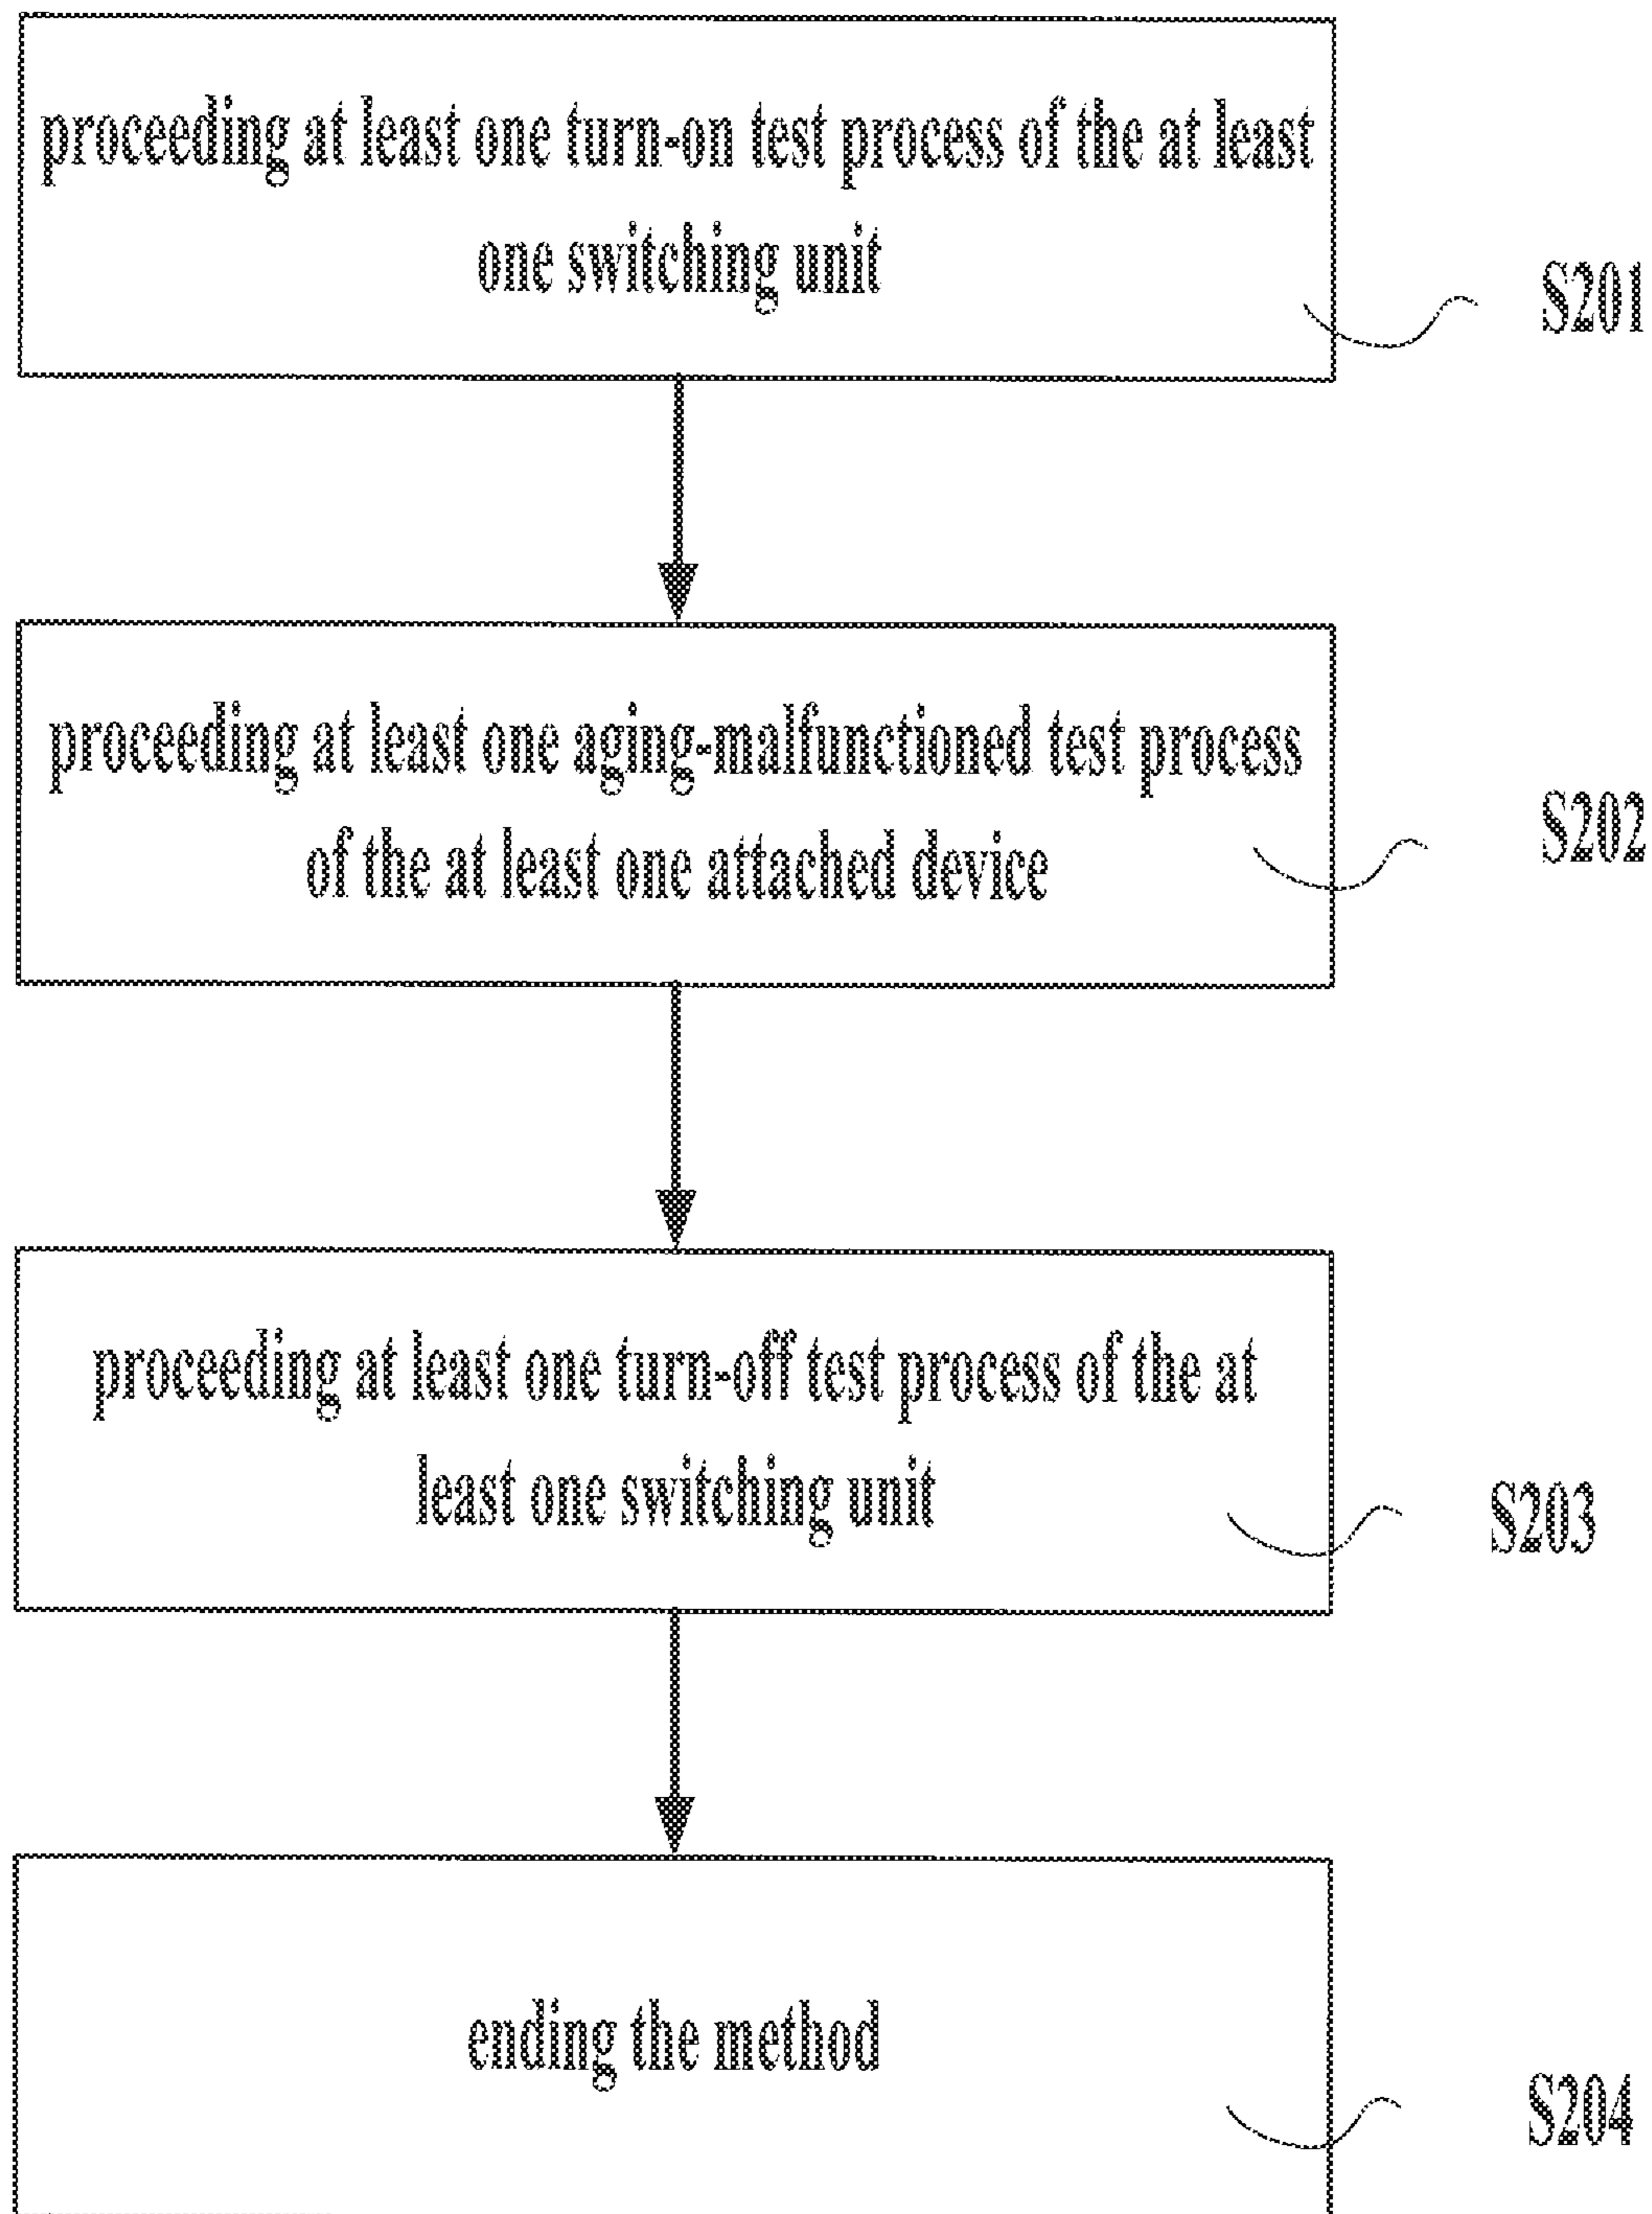 proceeding at least one turn-on test process of the at least
one switching unit
S201
proceeding at least one aging-malfunctioned test process
of the at least one attached device
S202
proceeding at least one turn-off test process of the at
least one switching unit
S203
ending the method
S204